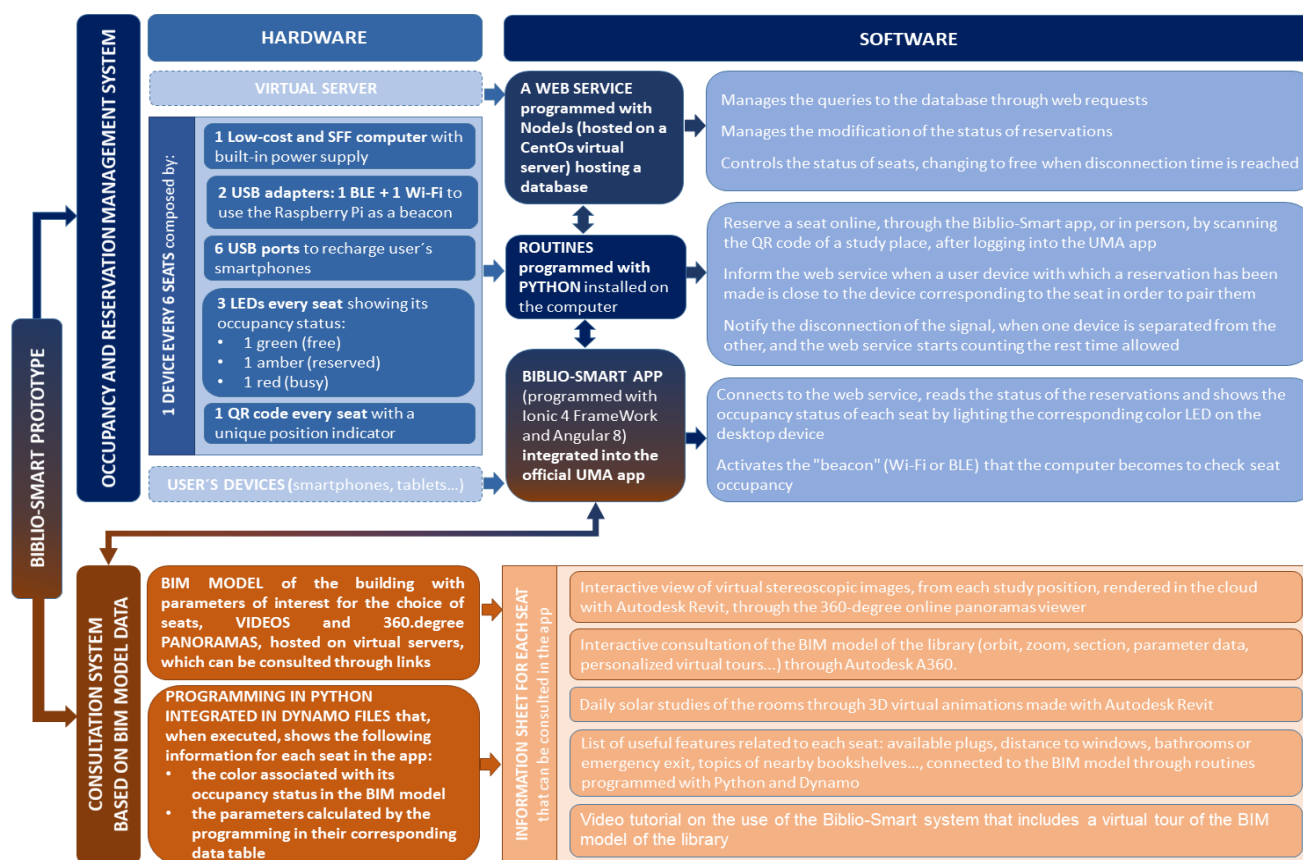 BIBLIO-SMART PROTOTYPE
OCCUPANCY AND RESERVATION MANAGEMENT SYSTEM
HARDWARE
VIRTUAL SERVER
1 DEVICE EVERY 6 SEATS composed by:
1 Low-cost and SFF computer with
built-in power supply
2 USB adapters: 1 BLE + 1 Wi-Fi to
use the Raspberry Pi as a beacon
6 USB ports to recharge user´s
smartphones
3 LEDs every seat showing its
occupancy status:
• 1 green (free)
• 1 amber (reserved)
• 1 red (busy)
1 QR code every seat with a
unique position indicator
USER´S DEVICES (smartphones, tablets...)
SOFTWARE
A WEB SERVICE
programmed with
NodeJs (hosted on a
CentOs virtual
server) hosting a
database
Manages the queries to the database through web requests
Manages the modification of the status of reservations
Controls the status of seats, changing to free when disconnection time is reached
ROUTINES
programmed with
PYTHON installed on
the computer
Reserve a seat online, through the Biblio-Smart app, or in person, by scanning
the QR code of a study place, after logging into the UMA app
Inform the web service when a user device with which a reservation has been
made is close to the device corresponding to the seat in order to pair them
Notify the disconnection of the signal, when one device is separated from the
other, and the web service starts counting the rest time allowed
BIBLIO-SMART APP
(programmed with
Ionic 4 FrameWork
and Angular 8)
integrated into the
official UMA app
Connects to the web service, reads the status of the reservations and shows the
occupancy status of each seat by lighting the corresponding color LED on the
desktop device
Activates the "beacon" (Wi-Fi or BLE) that the computer becomes to check seat
occupancy
CONSULTATION SYSTEM
BASED ON BIM MODEL DATA
BIM MODEL of the building with
parameters of interest for the choice of
seats, VIDEOS and 360.degree
PANORAMAS, hosted on virtual servers,
which can be consulted through links
PROGRAMMING IN PYTHON
INTEGRATED IN DYNAMO FILES that,
when executed, shows the following
information for each seat in the app:
• the color associated with its
occupancy status in the BIM model
• the parameters calculated by the
programming in their corresponding
data table
INFORMATION SHEET FOR EACH SEAT
that can be consulted in the app
Interactive view of virtual stereoscopic images, from each study position, rendered in the cloud
with Autodesk Revit, through the 360-degree online panoramas viewer
Interactive consultation of the BIM model of the library (orbit, zoom, section, parameter data,
personalized virtual tours...) through Autodesk A360.
Daily solar studies of the rooms through 3D virtual animations made with Autodesk Revit
List of useful features related to each seat: available plugs, distance to windows, bathrooms or
emergency exit, topics of nearby bookshelves..., connected to the BIM model through routines
programmed with Python and Dynamo
Video tutorial on the use of the Biblio-Smart system that includes a virtual tour of the BIM
model of the library